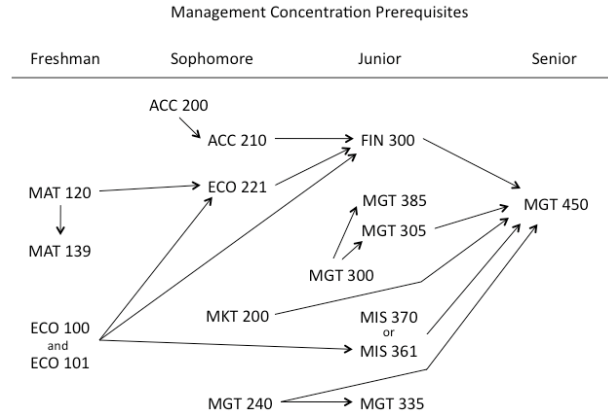 Management Concentration Prerequisites
Freshman Sophomore Junior Senior
ACC 200
ACC 210 FIN 300
MAT 120 ECO 221 MGT 385 MGT 450
MGT 305
MAT 139
MGT 300
MKT 200 MIS 370
or
MIS 361
ECO 100
and
ECO 101
MGT 240 MGT 335